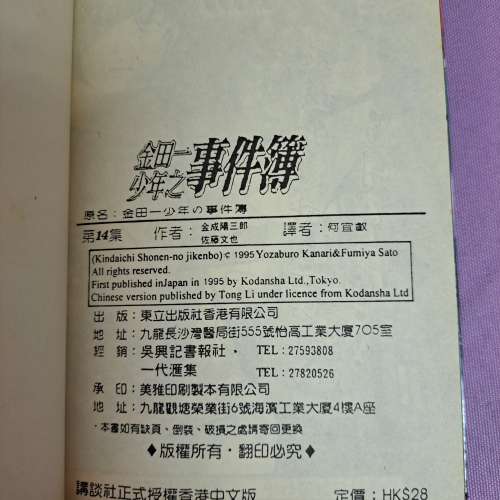 金田一
少年之事件簿
原名：金田一少年の事件簿
第14集 作者：金成陽三郎 佐藤文也 譯者：何宜叡
(Kindaichi Shonen-no jikenbo)© 1995 Yozaburo Kanari&Fumiya Sato
All rights reserved.
First published inJapan in 1995 by Kodansha Ltd.,Tokyo.
Chinese version published by Tong Li under licence from Kodansha Ltd
出 版：東立出版社香港有限公司
地 址：九龍長沙灣醫局街555號怡高工業大廈705室
經 銷：吳興記書報社、 TEL：27593808
一代滙集 TEL：27820526
承 印：美雅印刷製本有限公司
地 址：九龍觀塘榮業街6號海濱工業大廈4樓A座
·本書如有缺頁、倒裝、破損之處請寄回更換
◆版權所有·翻印必究◆
講談社正式授權香港中文版 定價：HK$28